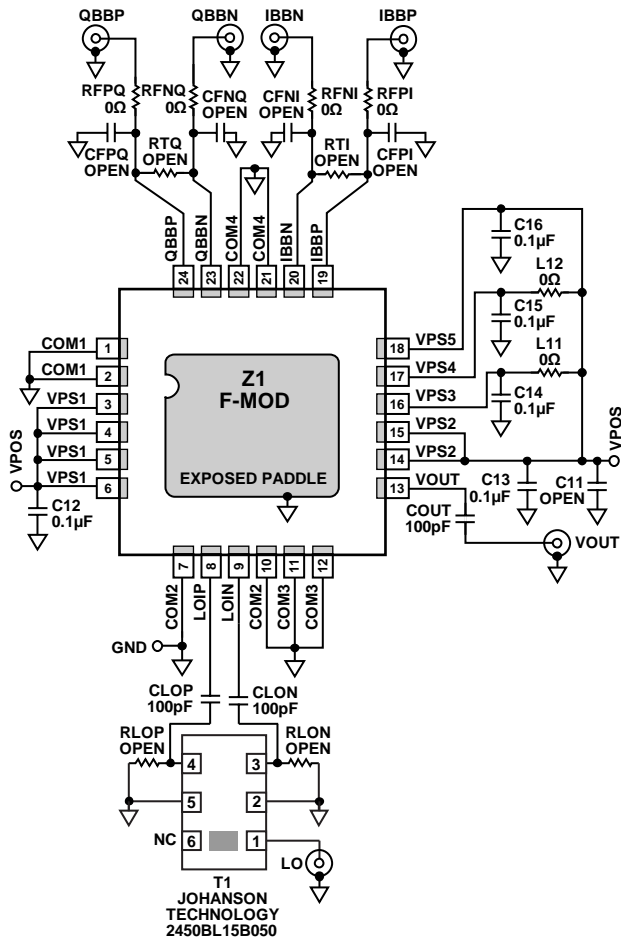 QBBP
QBBN
IBBN
IBBP
RFPQ
0Ω
RFNQ
0Ω
CFNQ
OPEN
CFNI
OPEN
RFNI
0Ω
RFPI
0Ω
CFPQ
OPEN
RTQ
OPEN
RTI
OPEN
CFPI
OPEN
QBBP
QBBN
COM4
COM4
IBBN
IBBP
24
23
22
21
20
19
C16
0.1µF
L12
0Ω
C15
0.1µF
L11
0Ω
C14
0.1µF
COM1
1
COM1
2
VPS1
3
VPS1
4
VPS1
5
VPS1
6
VPOS
C12
0.1µF
Z1
F-MOD
EXPOSED PADDLE
18
VPS5
17
VPS4
16
VPS3
15
VPS2
14
VPS2
13
VOUT
VPOS
C13
0.1µF
C11
OPEN
COUT
100pF
VOUT
7
8
9
10
11
12
COM2
LOIP
LOIN
COM2
COM3
COM3
GND
CLOP
100pF
CLON
100pF
RLOP
OPEN
RLON
OPEN
4
3
5
2
NC
6
1
LO
T1
JOHANSON
TECHNOLOGY
2450BL15B050